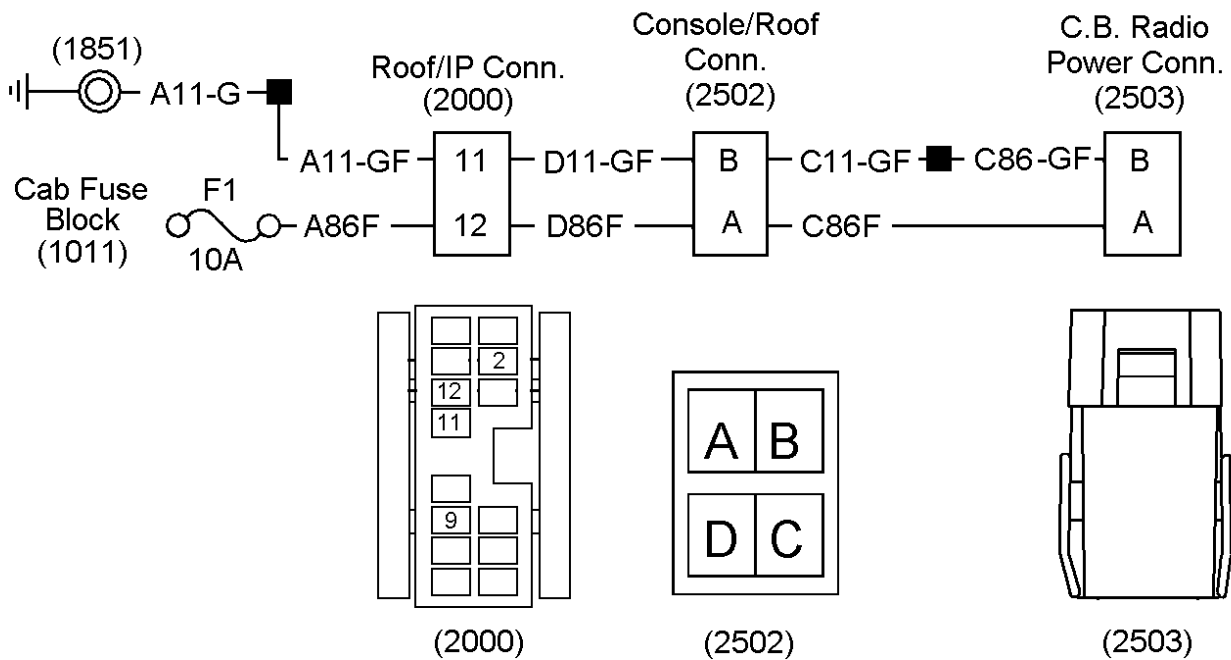 (1851)
A11-G
Roof/IP Conn.
(2000)
Console/Roof
Conn.
(2502)
C.B. Radio
Power Conn.
(2503)
A11-GF
11
D11-GF
B
C11-GF
C86-GF
B
Cab Fuse
Block
(1011)
F1
10A
A86F
12
D86F
A
C86F
A
2
12
11
9
A B
D C
(2000)
(2502)
(2503)